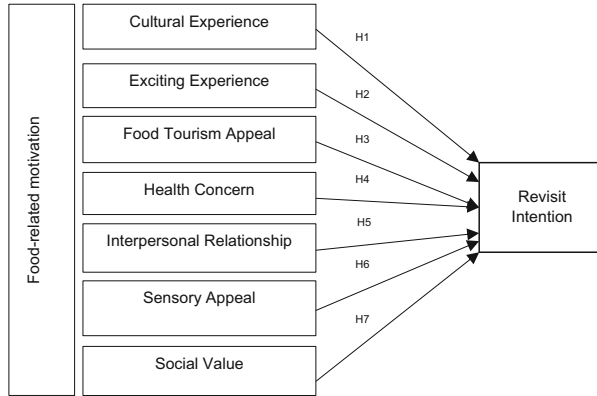 Food-related motivation
Cultural Experience
Exciting Experience
Food Tourism Appeal
Health Concern
Interpersonal Relationship
Sensory Appeal
Social Value
H1
H2
H3
H4
H5
H6
H7
Revisit
Intention